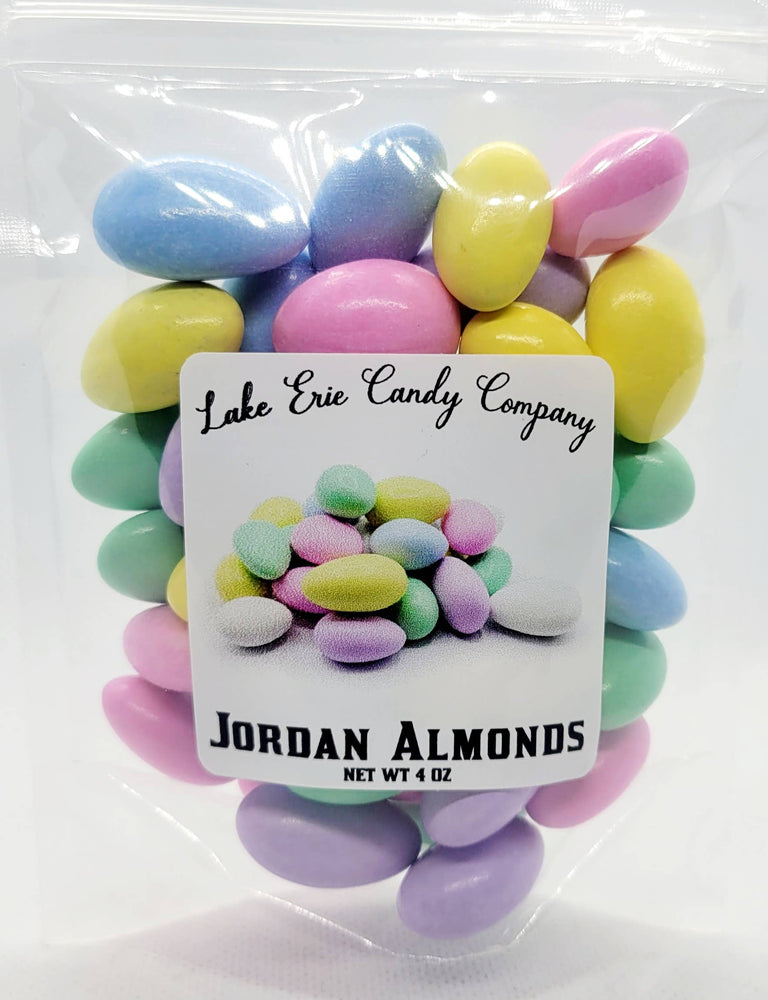 Lake Erie Candy Company
Jordan Almonds
NET WT 4 OZ